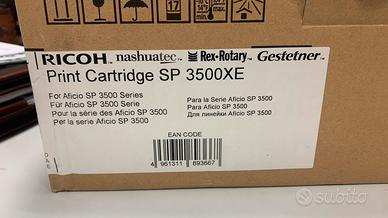 RICOH nashuatec Rex-Rotary Gestetner
Print Cartridge SP 3500XE
For Aficio SP 3500 Series
Für Aficio SP 3500 Serie
Pour la série des Aficio SP 3500
Per la serie Aficio SP 3500
Para la Serie Aficio SP 3500
Para Aficio SP 3500
Для линейки Aficio SP 3500
EAN CODE
4 961311 893667
subito